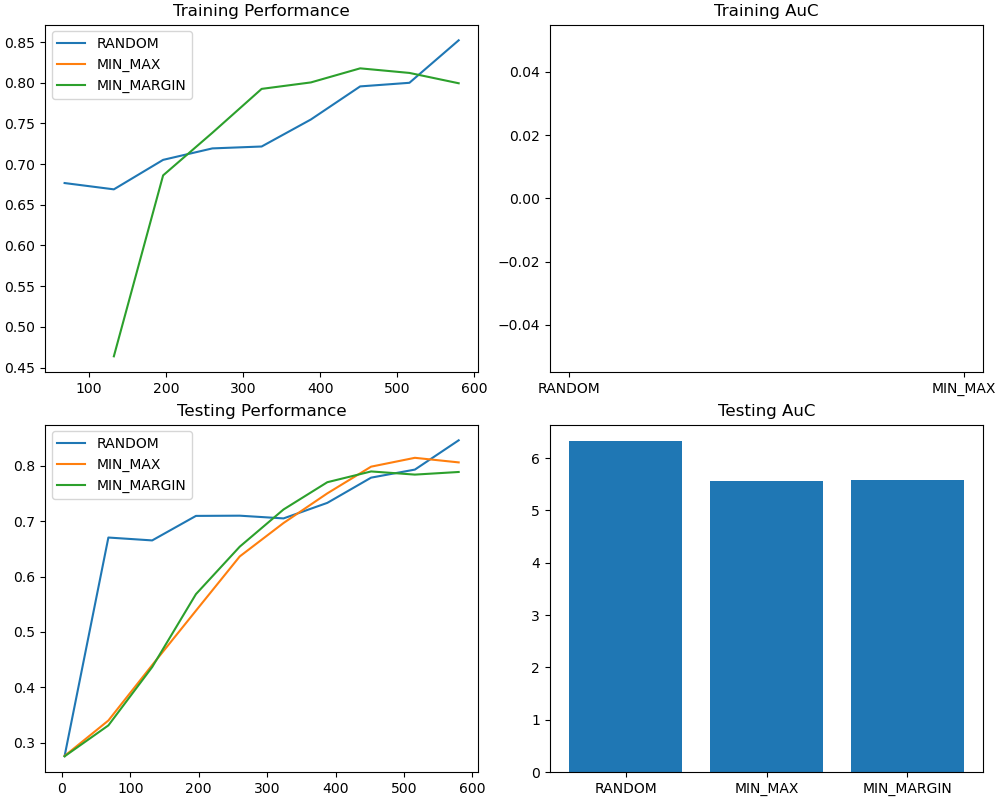 Training Performance
0.85
0.80
0.75
0.70
0.65
0.60
0.55
0.50
0.45
RANDOM
MIN_MAX
MIN_MARGIN
100 200 300 400 500 600
Training AuC
0.04
0.02
0.00
−0.02
−0.04
RANDOM MIN_MAX
Testing Performance
0.8
0.7
0.6
0.5
0.4
0.3
RANDOM
MIN_MAX
MIN_MARGIN
0 100 200 300 400 500 600
Testing AuC
6
5
4
3
2
1
0
RANDOM MIN_MAX MIN_MARGIN